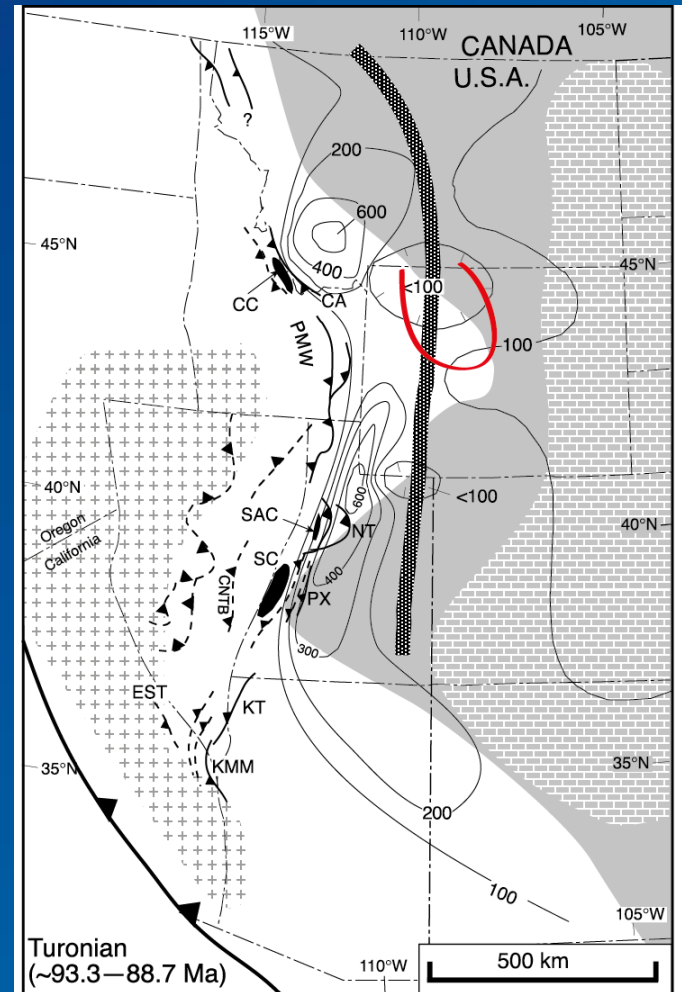 115°W
110°W
105°W
CANADA
U.S.A.
?
200
600
45°N
400
45°N
<100
CC
CA
PMW
100
40°N
600
<100
SAC
NT
40°N
Oregon
California
SC
400
CNTB
PX
300
EST
KT
35°N
KMM
35°N
200
100
105°W
Turonian
(~93.3—88.7 Ma)
110°W
500 km